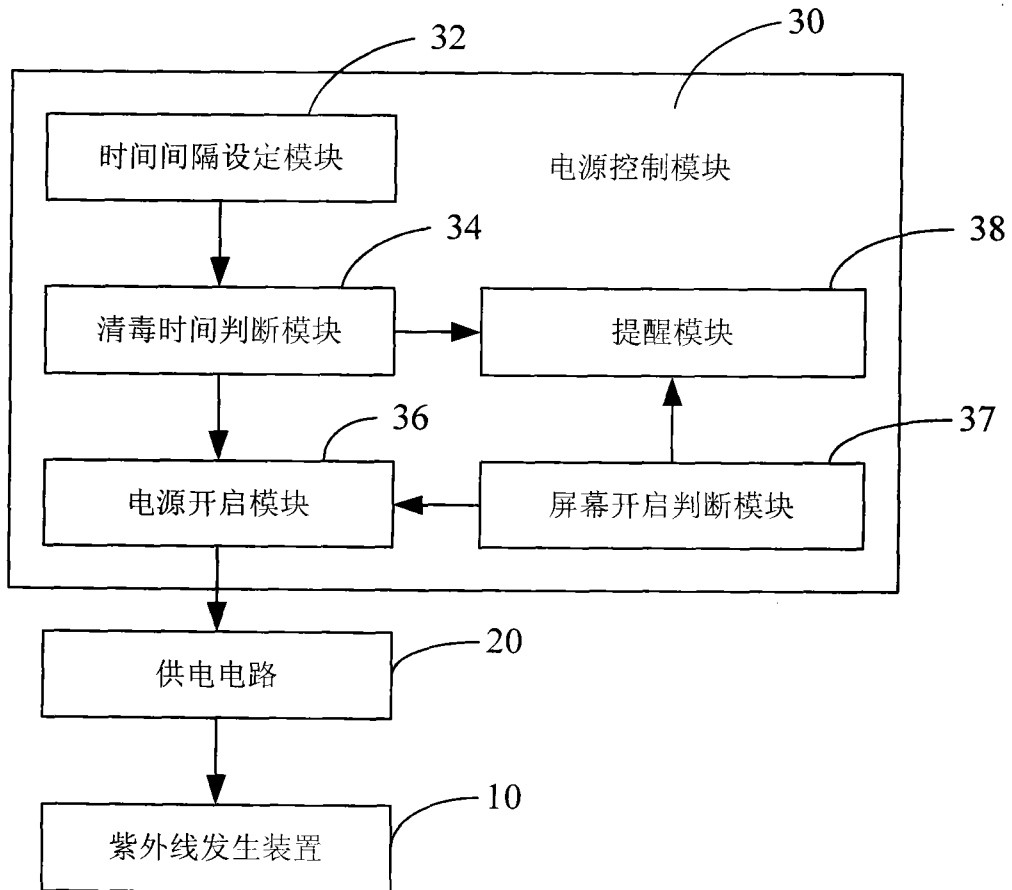 30
32
时间间隔设定模块
电源控制模块
34
38
清毒时间判断模块
提醒模块
36
37
电源开启模块
屏幕开启判断模块
20
供电电路
10
紫外线发生装置